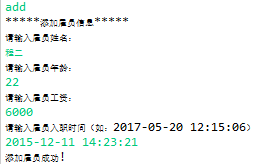 add
*****添加雇员信息*****
请输入雇员姓名:
程二
请输入雇员年龄:
22
请输入雇员工资:
6000
请输入雇员入职时间(如: 2017-05-20 12:15:06)
2015-12-11 14:23:21
添加雇员成功!